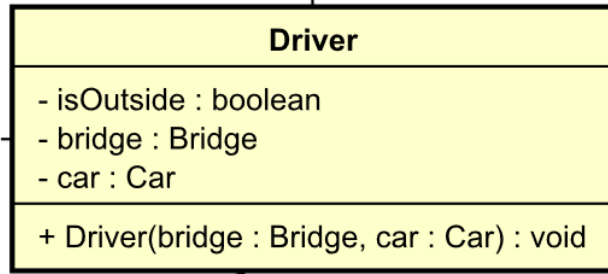 Driver
- isOutside : boolean
- bridge : Bridge
- car : Car
+ Driver(bridge : Bridge, car : Car) : void